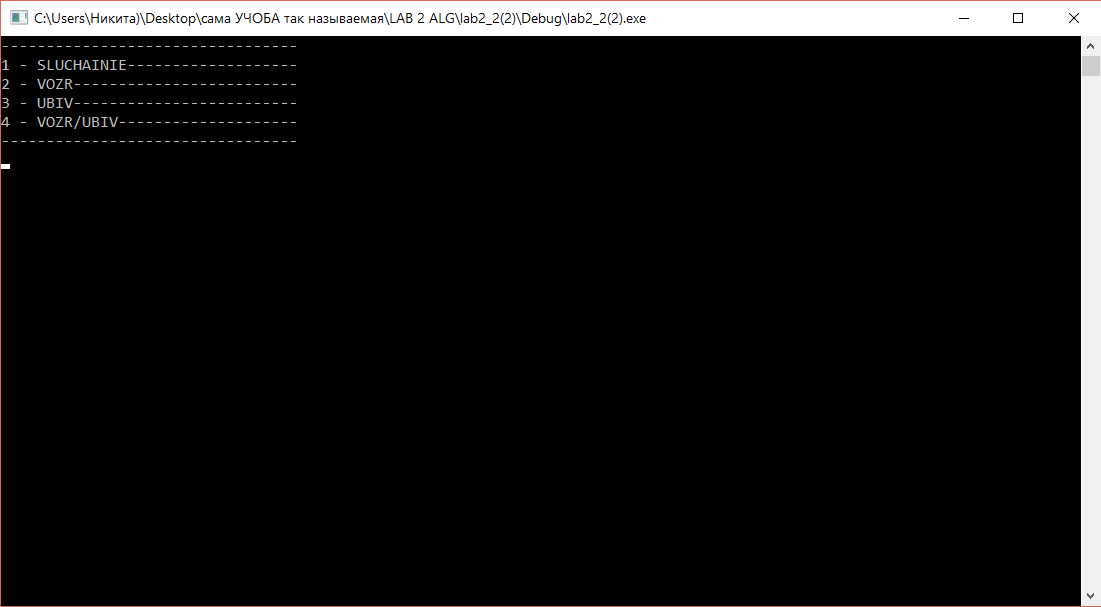 C:\Users\Никита)\Desktop\сама УЧОБА так называемая\LAB 2 ALG\lab2_2(2)\Debug\lab2_2(2).exe
---------------------------------
1 - SLUCHAINIE-------------------
2 - VOZR-------------------------
3 - UBIV-------------------------
4 - VOZR/UBIV--------------------
---------------------------------